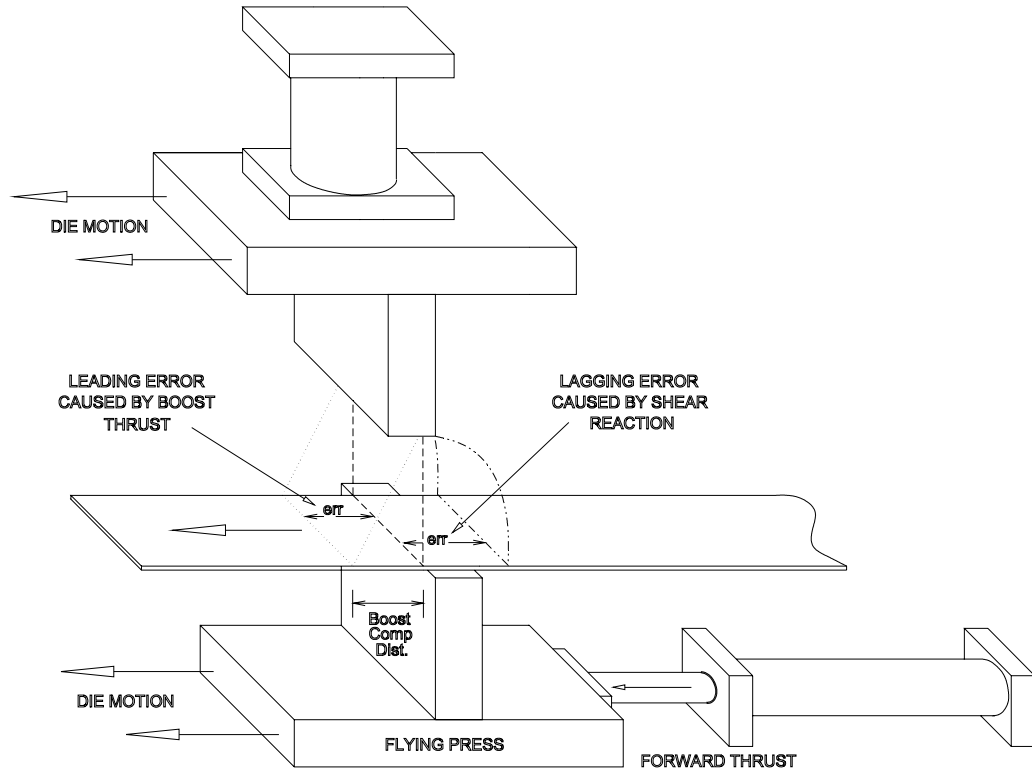 DIE MOTION
LEADING ERROR
CAUSED BY BOOST
THRUST
LAGGING ERROR
CAUSED BY SHEAR
REACTION
err
err
Boost
Comp
Dist.
DIE MOTION
FLYING PRESS
FORWARD THRUST